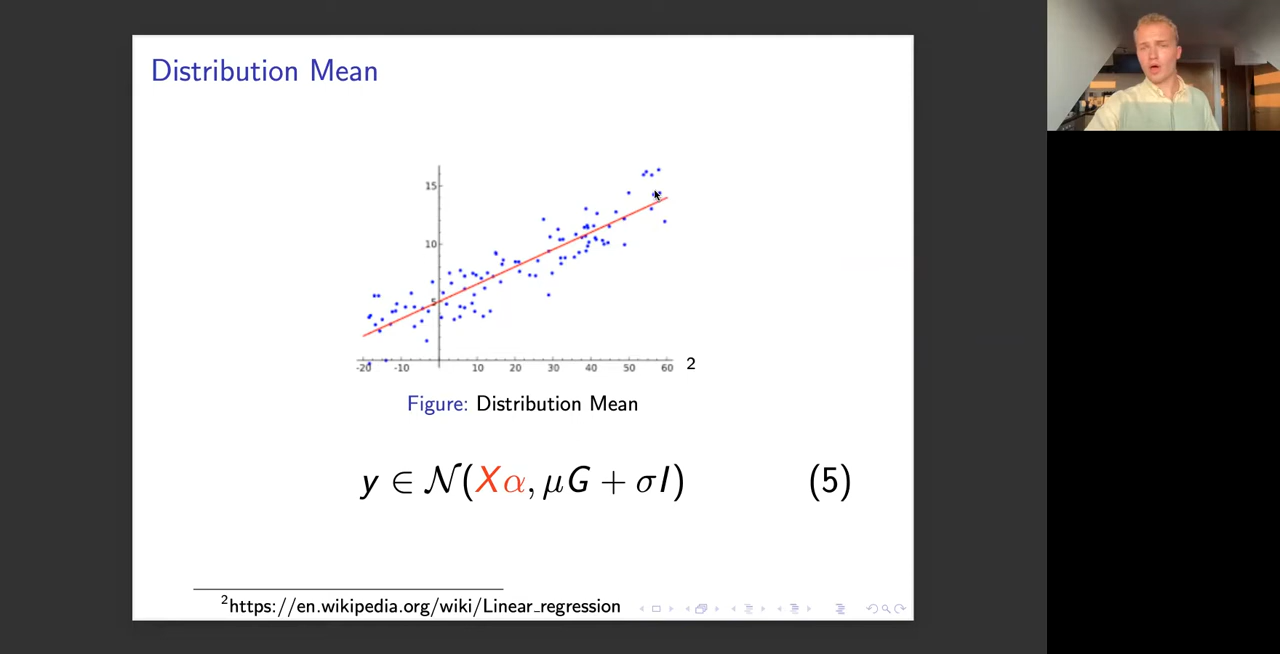 Distribution Mean
15
10
5
-20 -10 10 20 30 40 50 60 2
Figure: Distribution Mean
y ∈ 𝒩(Xα, μG + σI) (5)
2https://en.wikipedia.org/wiki/Linear_regression